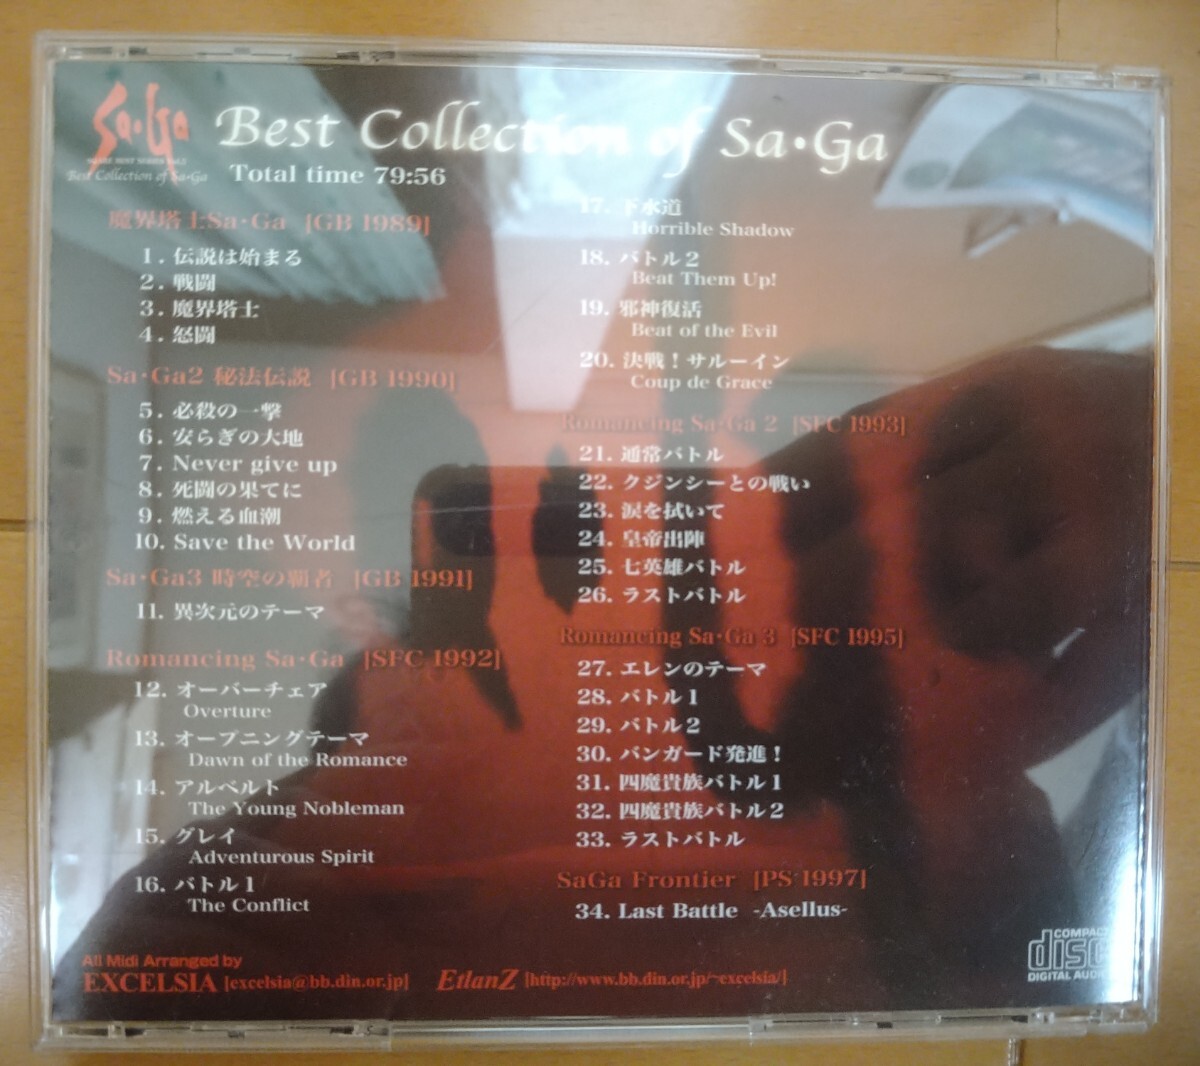 Sa・Ga
SQUARE BEST SERIES Vol.3
Best Collection of Sa・Ga
Best Collection of Sa・Ga
Total time 79:56
魔界塔士Sa・Ga [GB 1989]
1. 伝説は始まる
2. 戦闘
3. 魔界塔士
4. 怒闘
Sa・Ga2 秘法伝説 [GB 1990]
5. 必殺の一撃
6. 安らぎの大地
7. Never give up
8. 死闘の果てに
9. 燃える血潮
10. Save the World
Sa・Ga3 時空の覇者 [GB 1991]
11. 異次元のテーマ
Romancing Sa・Ga [SFC 1992]
12. オーバーチェア
Overture
13. オープニングテーマ
Dawn of the Romance
14. アルベルト
The Young Nobleman
15. グレイ
Adventurous Spirit
16. バトル1
The Conflict
17. 下水道
Horrible Shadow
18. バトル2
Beat Them Up!
19. 邪神復活
Beat of the Evil
20. 決戦！サルーイン
Coup de Grace
Romancing Sa・Ga 2 [SFC 1993]
21. 通常バトル
22. クジンシーとの戦い
23. 涙を拭いて
24. 皇帝出陣
25. 七英雄バトル
26. ラストバトル
Romancing Sa・Ga 3 [SFC 1995]
27. エレンのテーマ
28. バトル1
29. バトル2
30. バンガード発進！
31. 四魔貴族バトル1
32. 四魔貴族バトル2
33. ラストバトル
SaGa Frontier [PS 1997]
34. Last Battle -Asellus-
All Midi Arranged by
EXCELSIA [excelsia@bb.din.or.jp] EtlanZ [http://www.bb.din.or.jp/~excelsia/]
COMPACT
disc
DIGITAL AUDIO